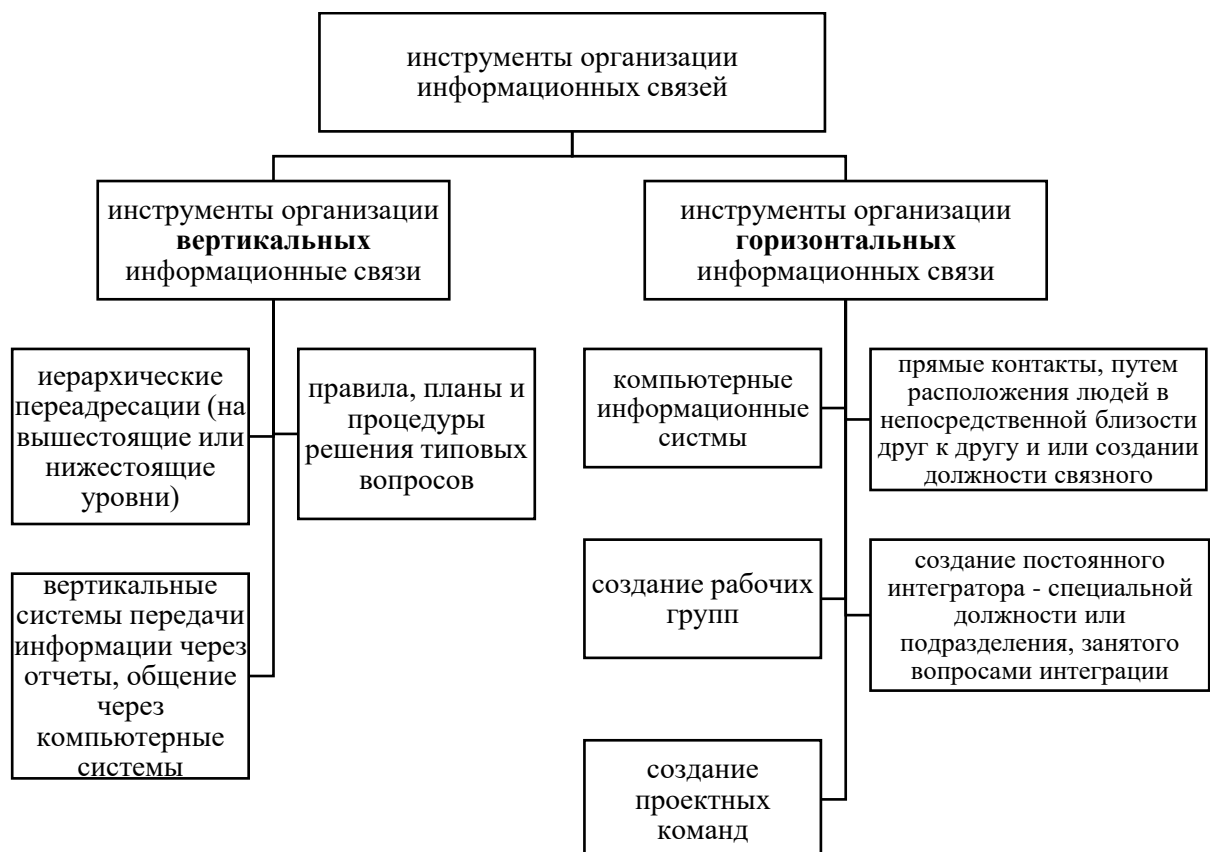 инструменты организации
информационных связей
инструменты организации
вертикальных
информационные связи
инструменты организации
горизонтальных
информационных связи
иерархические
переадресации (на
вышестоящие или
нижестоящие
уровни)
правила, планы и
процедуры
решения типовых
вопросов
вертикальные
системы передачи
информации через
отчеты, общение
через
компьютерные
системы
компьютерные
информационные
систмы
прямые контакты, путем
расположения людей в
непосредственной близости
друг к другу и или создании
должности связного
создание рабочих
групп
создание постоянного
интегратора - специальной
должности или
подразделения, занятого
вопросами интеграции
создание
проектных
команд